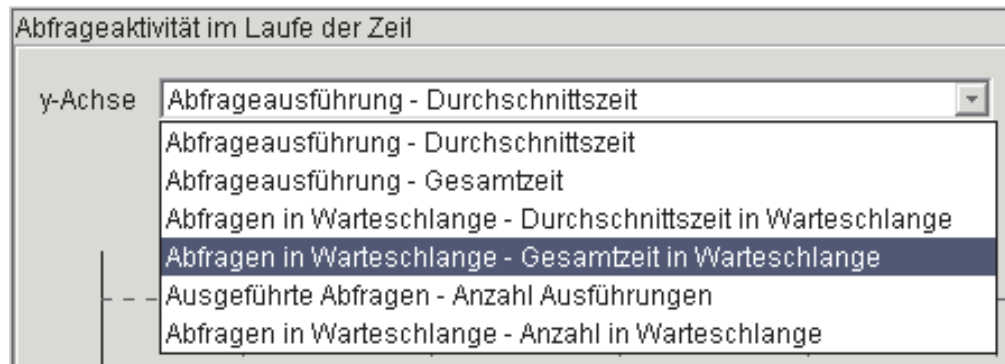 Abfrageaktivität im Laufe der Zeit
y-Achse Abfrageausführung - Durchschnittszeit
Abfrageausführung - Durchschnittszeit
Abfrageausführung - Gesamtzeit
Abfragen in Warteschlange - Durchschnittszeit in Warteschlange
Abfragen in Warteschlange - Gesamtzeit in Warteschlange
Ausgeführte Abfragen - Anzahl Ausführungen
Abfragen in Warteschlange - Anzahl in Warteschlange